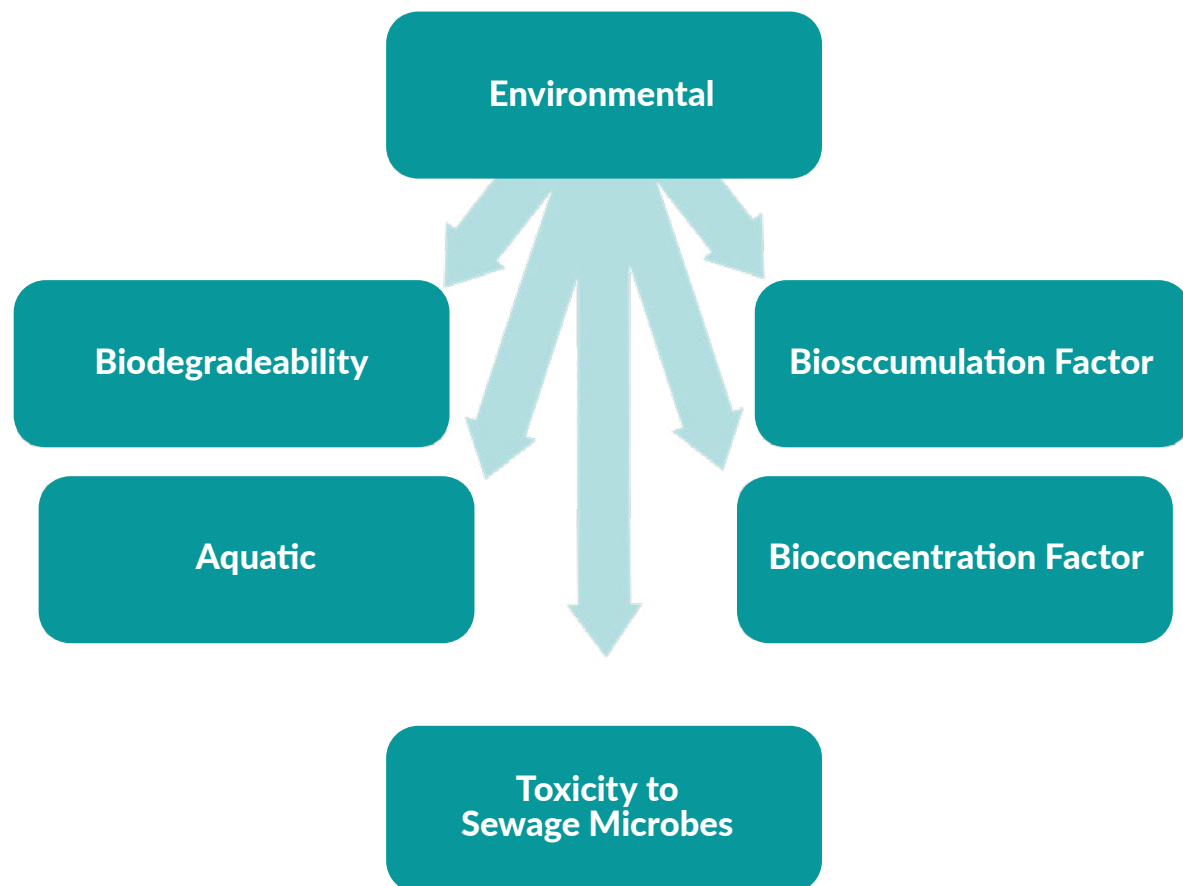 Environmental
Biodegradeability
Biosccumulation Factor
Aquatic
Bioconcentration Factor
Toxicity to
Sewage Microbes